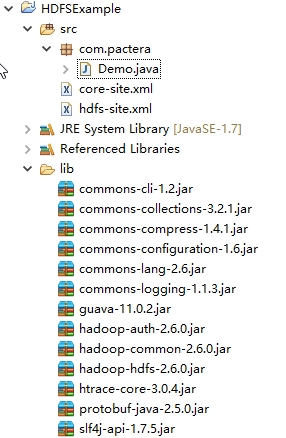 HDFSExample
src
com.pactera
Demo.java
core-site.xml
hdfs-site.xml
JRE System Library [JavaSE-1.7]
Referenced Libraries
lib
commons-cli-1.2.jar
commons-collections-3.2.1.jar
commons-compress-1.4.1.jar
commons-configuration-1.6.jar
commons-lang-2.6.jar
commons-logging-1.1.3.jar
guava-11.0.2.jar
hadoop-auth-2.6.0.jar
hadoop-common-2.6.0.jar
hadoop-hdfs-2.6.0.jar
htrace-core-3.0.4.jar
protobuf-java-2.5.0.jar
slf4j-api-1.7.5.jar